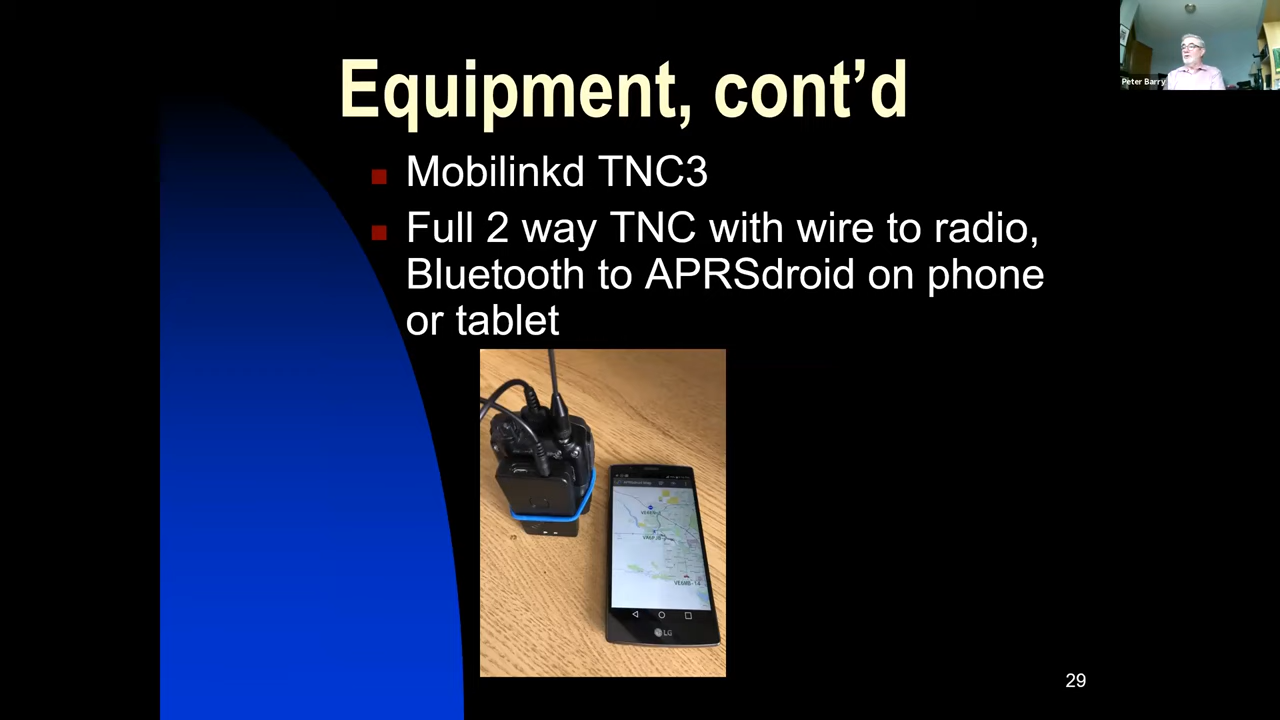 Equipment, cont’d
Peter Barry
Mobilinkd TNC3
Full 2 way TNC with wire to radio,
Bluetooth to APRSdroid on phone
or tablet
LG
29